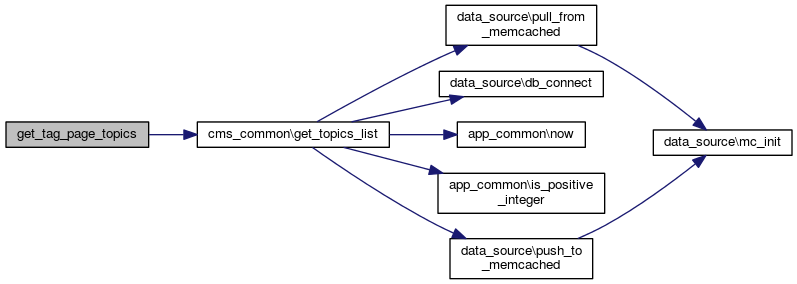 get_tag_page_topics
cms_common\get_topics_list
data_source\pull_from
_memcached
data_source\db_connect
app_common\now
app_common\is_positive
_integer
data_source\push_to
_memcached
data_source\mc_init